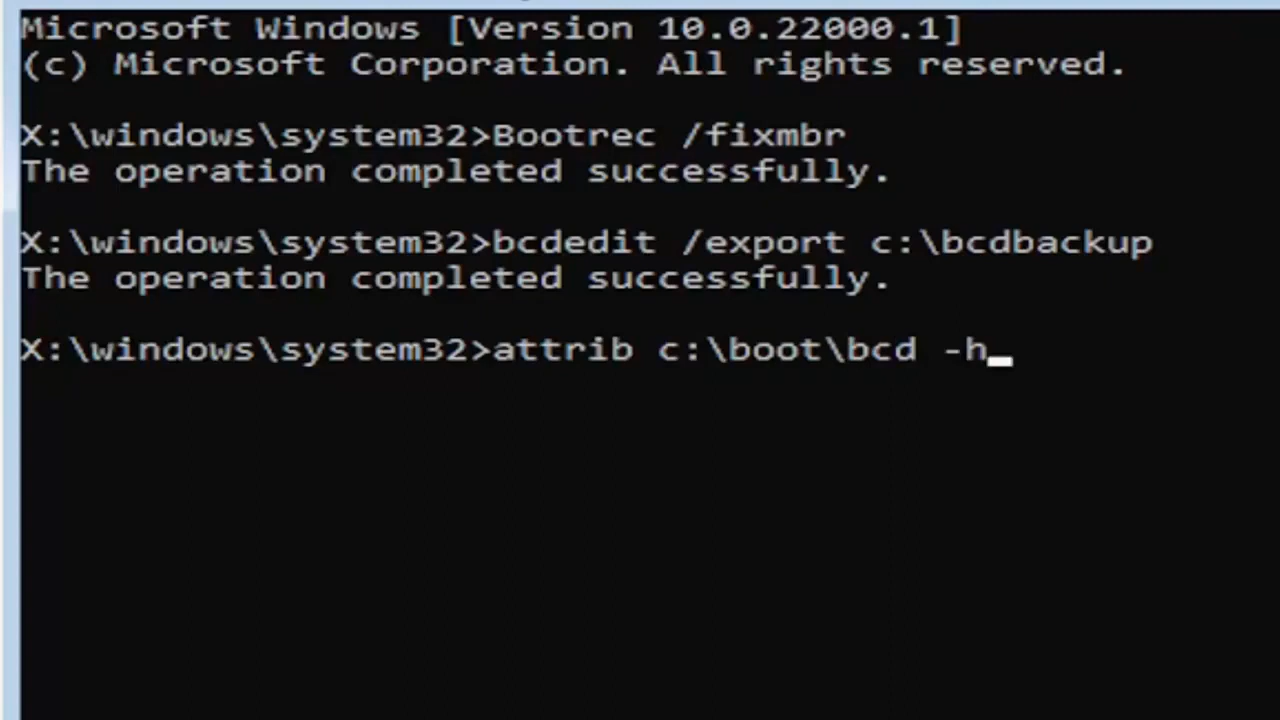 Microsoft Windows [Version 10.0.22000.1]
(c) Microsoft Corporation. All rights reserved.
X:\windows\system32>Bootrec /fixmbr
The operation completed successfully.
X:\windows\system32>bcdedit /export c:\bcdbackup
The operation completed successfully.
X:\windows\system32>attrib c:\boot\bcd -h